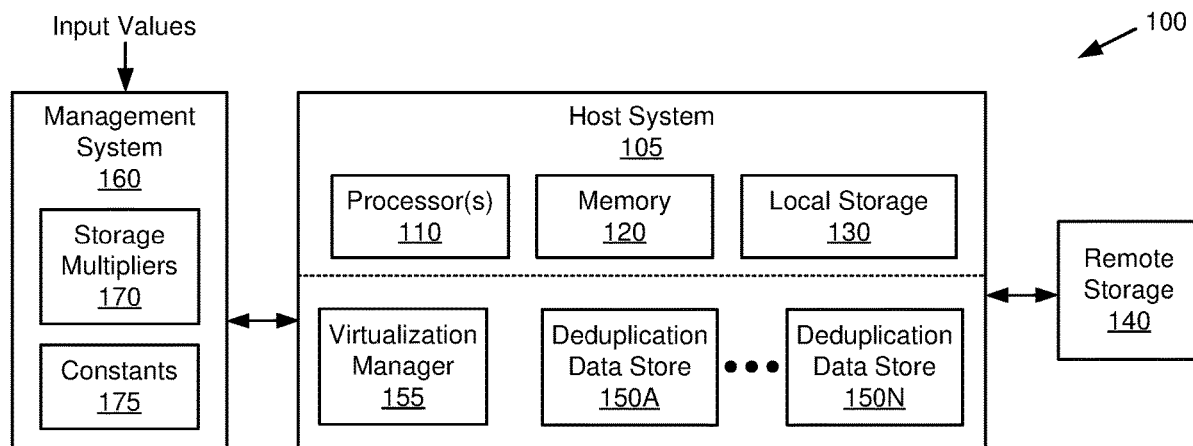 Input Values
100
Management
System
160
Storage
Multipliers
170
Constants
175
Host System
105
Processor(s)
110
Memory
120
Local Storage
130
Virtualization
Manager
155
Deduplication
Data Store
150A
Deduplication
Data Store
150N
Remote
Storage
140